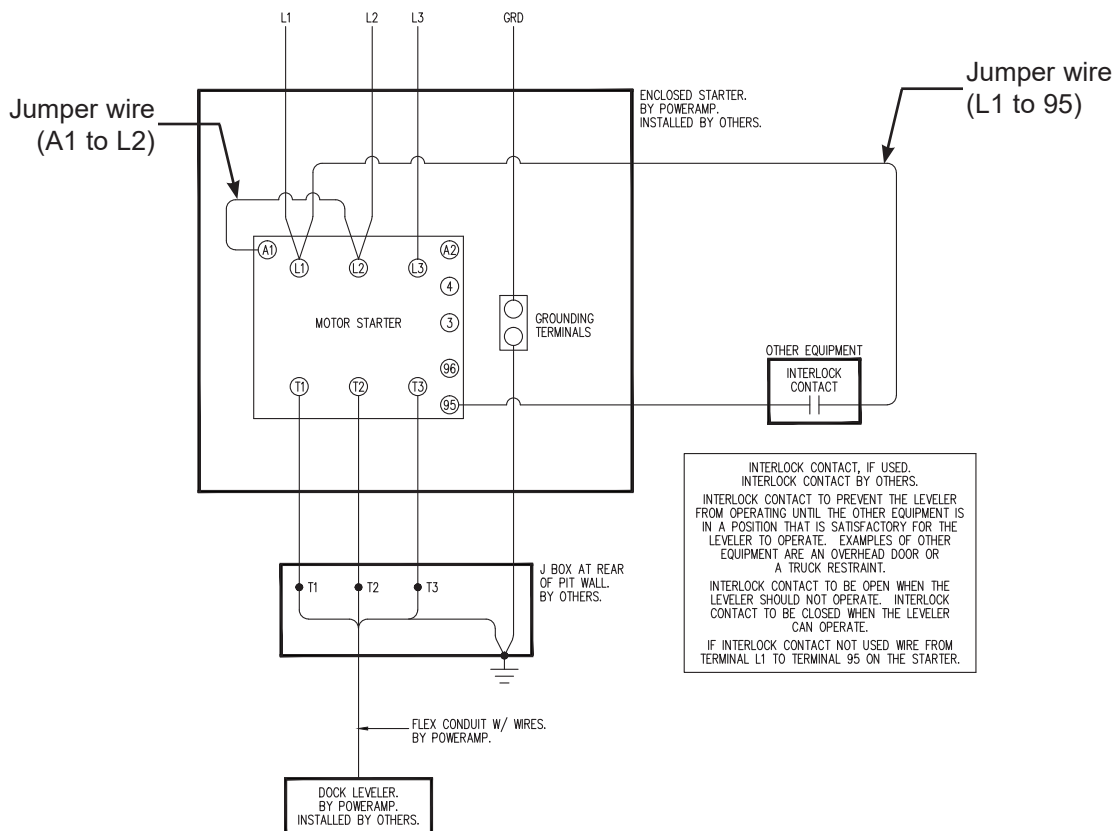 L1
L2
L3
GRD
Jumper wire
(A1 to L2)
ENCLOSED STARTER.
BY POWERAMP.
INSTALLED BY OTHERS.
Jumper wire
(L1 to 95)
A1
L1
L2
L3
A2
4
3
96
95
MOTOR STARTER
T1
T2
T3
GROUNDING
TERMINALS
OTHER EQUIPMENT
INTERLOCK
CONTACT
INTERLOCK CONTACT, IF USED.
INTERLOCK CONTACT BY OTHERS.
INTERLOCK CONTACT TO PREVENT THE LEVELER
FROM OPERATING UNTIL THE OTHER EQUIPMENT IS
IN A POSITION THAT IS SATISFACTORY FOR THE
LEVELER TO OPERATE. EXAMPLES OF OTHER
EQUIPMENT ARE AN OVERHEAD DOOR OR
A TRUCK RESTRAINT.
INTERLOCK CONTACT TO BE OPEN WHEN THE
LEVELER SHOULD NOT OPERATE. INTERLOCK
CONTACT TO BE CLOSED WHEN THE LEVELER
CAN OPERATE.
IF INTERLOCK CONTACT NOT USED WIRE FROM
TERMINAL L1 TO TERMINAL 95 ON THE STARTER.
T1
T2
T3
J BOX AT REAR
OF PIT WALL.
BY OTHERS.
FLEX CONDUIT W/ WIRES.
BY POWERAMP.
DOCK LEVELER.
BY POWERAMP.
INSTALLED BY OTHERS.